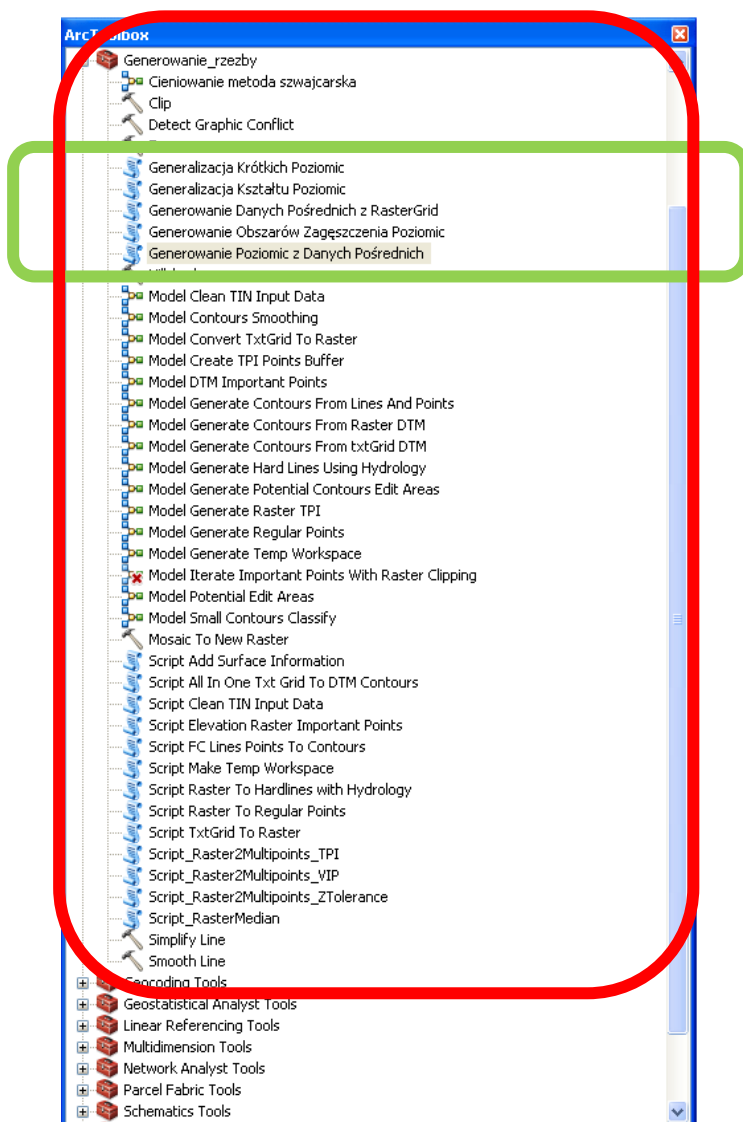 ArcToolbox
Generowanie_rzezby
Cieniowanie metoda szwajcarska
Clip
Detect Graphic Conflict
Generalizacja Krótkich Poziomic
Generalizacja Kształtu Poziomic
Generowanie Danych Pośrednich z RasterGrid
Generowanie Obszarów Zagęszczenia Poziomic
Generowanie Poziomic z Danych Pośrednich
Model Clean TIN Input Data
Model Contours Smoothing
Model Convert TxtGrid To Raster
Model Create TPI Points Buffer
Model DTM Important Points
Model Generate Contours From Lines And Points
Model Generate Contours From Raster DTM
Model Generate Contours From txtGrid DTM
Model Generate Hard Lines Using Hydrology
Model Generate Potential Contours Edit Areas
Model Generate Raster TPI
Model Generate Regular Points
Model Generate Temp Workspace
Model Iterate Important Points With Raster Clipping
Model Potential Edit Areas
Model Small Contours Classify
Mosaic To New Raster
Script Add Surface Information
Script All In One Txt Grid To DTM Contours
Script Clean TIN Input Data
Script Elevation Raster Important Points
Script FC Lines Points To Contours
Script Make Temp Workspace
Script Raster To Hardlines with Hydrology
Script Raster To Regular Points
Script TxtGrid To Raster
Script_Raster2Multipoints_TPI
Script_Raster2Multipoints_VIP
Script_Raster2Multipoints_ZTolerance
Script_RasterMedian
Simplify Line
Smooth Line
Geocoding Tools
Geostatistical Analyst Tools
Linear Referencing Tools
Multidimension Tools
Network Analyst Tools
Parcel Fabric Tools
Schematics Tools